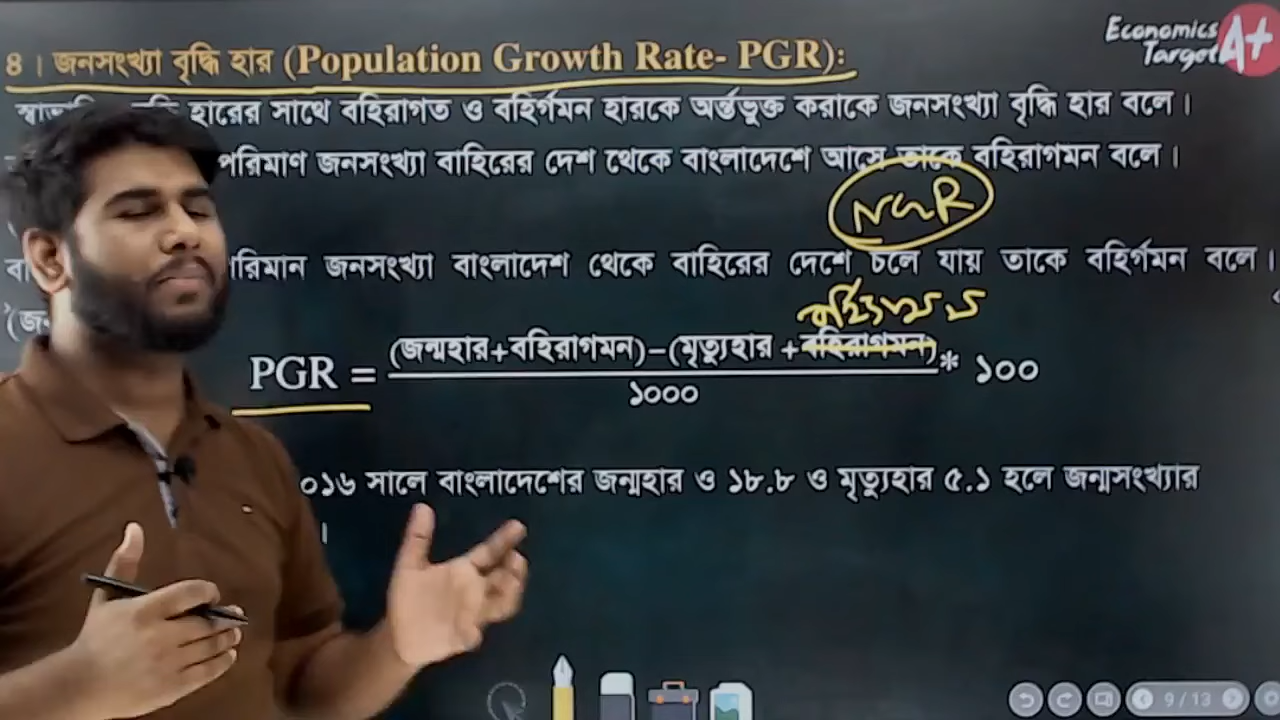 Economics
Target A+
৪। জনসংখ্যা বৃদ্ধি হার (Population Growth Rate- PGR):
হারের সাথে বহিরাগত ও বহির্গমন হারকে অর্ন্তভূক্ত করাকে জনসংখ্যা বৃদ্ধি হার বলে।
পরিমাণ জনসংখ্যা বাহিরের দেশ থেকে বাংলাদেশে আসে তাকে বহিরাগমন বলে।
NGR
জনসংখ্যা বাংলাদেশ থেকে বাহিরের দেশে চলে যায় তাকে বহির্গমন বলে।
PGR = (জন্মহার+বহিরাগমন)−(মৃত্যুহার +বহিরাগমন) * ১০০
১০০০
০১৬ সালে বাংলাদেশের জন্মহার ও ১৮.৮ ও মৃত্যুহার ৫.১ হলে জন্মসংখ্যার
।
9 / 13